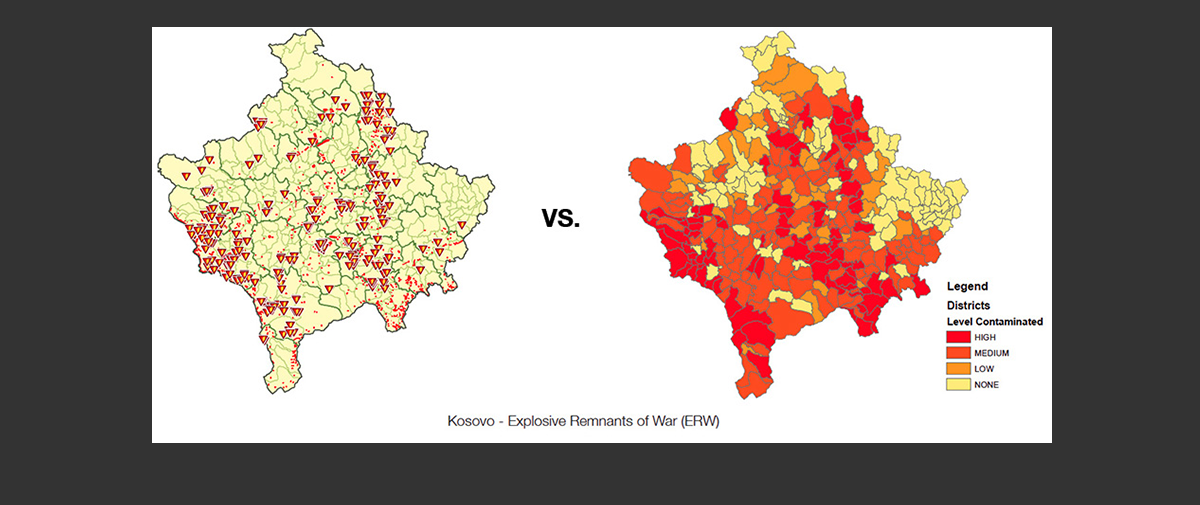 VS.
Legend
Districts
Level Contaminated
HIGH
MEDIUM
LOW
NONE
Kosovo - Explosive Remnants of War (ERW)